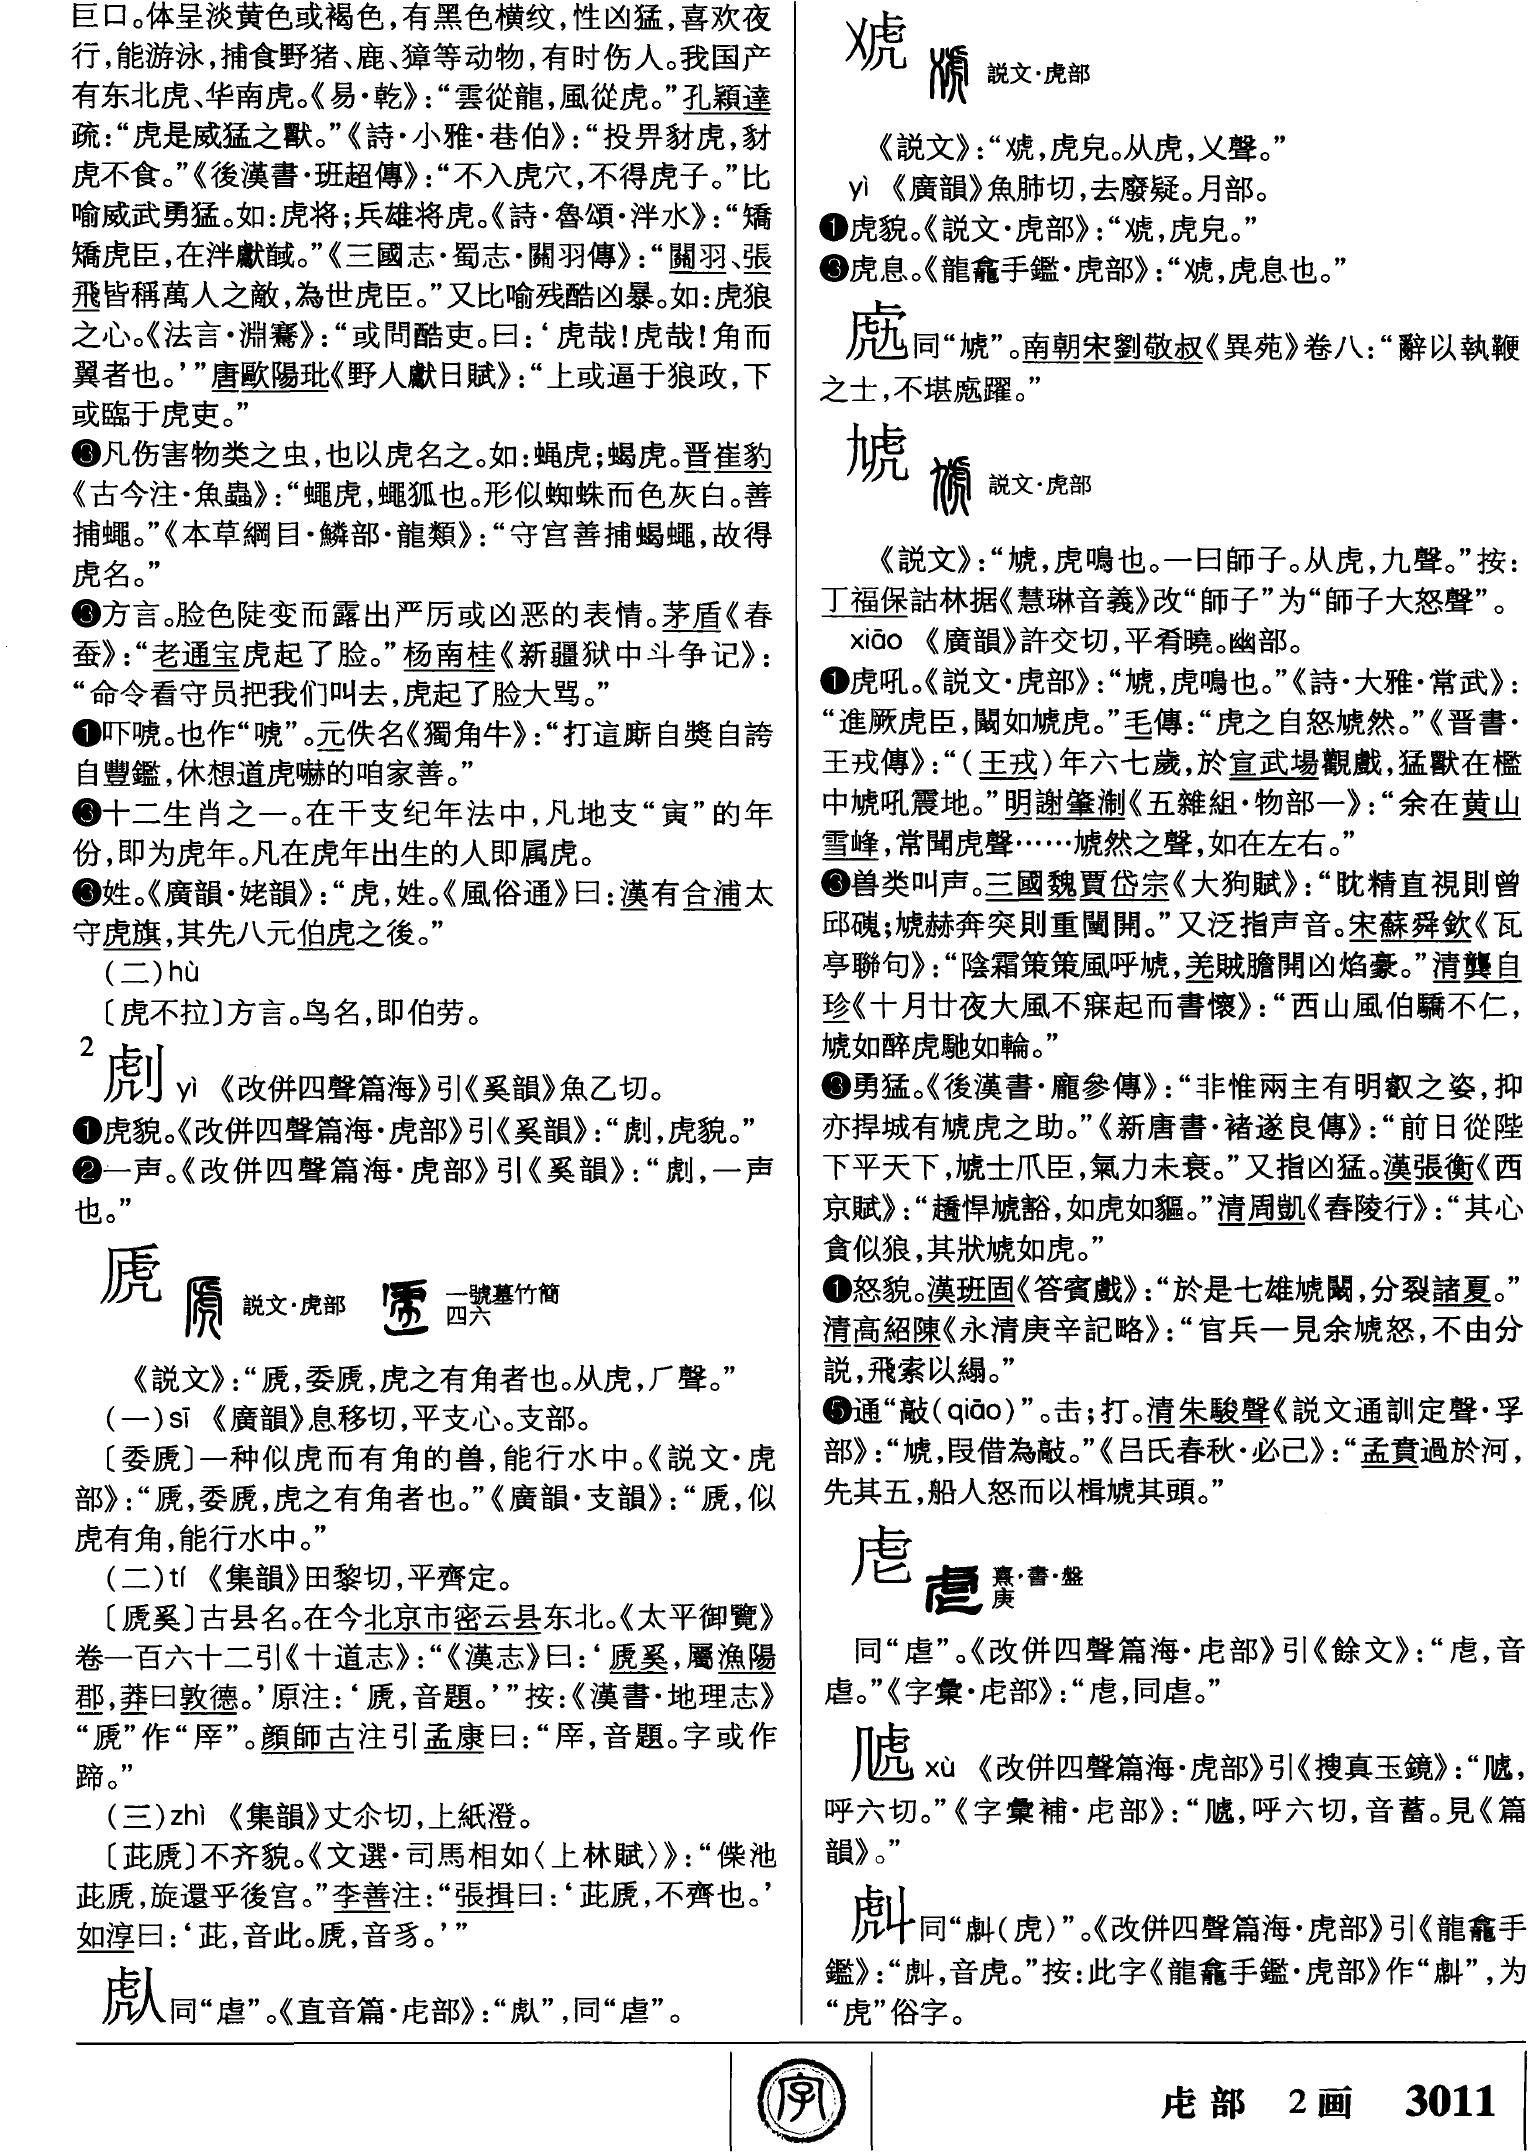 巨口。体呈淡黄色或褐色，有黑色横纹，性凶猛，喜欢夜
行，能游泳，捕食野猪、鹿、獐等动物，有时伤人。我国产
有东北虎、华南虎。《易·乾》：“雲從龍，風從虎。”孔穎達
疏：“虎是威猛之獸。”《詩·小雅·巷伯》：“投畀豺虎，豺
虎不食。”《後漢書·班超傳》：“不入虎穴，不得虎子。”比
喻威武勇猛。如：虎将；兵雄将虎。《詩·魯頌·泮水》：“矯
矯虎臣，在泮獻馘。”《三國志·蜀志·關羽傳》：“關羽、張
飛皆稱萬人之敵，為世虎臣。”又比喻残酷凶暴。如：虎狼
之心。《法言·淵騫》：“或問酷吏。曰：‘虎哉！虎哉！角而
翼者也。’”唐歐陽玭《野人獻日賦》：“上或逼于狼政，下
或臨于虎吏。”
❸凡伤害物类之虫，也以虎名之。如：蝇虎；蝎虎。晋崔豹
《古今注·魚蟲》：“蠅虎，蠅狐也。形似蜘蛛而色灰白。善
捕蠅。”《本草綱目·鱗部·龍類》：“守宫善捕蝎蠅，故得
虎名。”
❸方言。脸色陡变而露出严厉或凶恶的表情。茅盾《春
蚕》：“老通宝虎起了脸。”杨南桂《新疆狱中斗争记》：
“命令看守员把我们叫去，虎起了脸大骂。”
❶吓唬。也作“唬”。元佚名《獨角牛》：“打這廝自獎自誇
自豐鑑，休想道虎嚇的咱家善。”
❸十二生肖之一。在干支纪年法中，凡地支“寅”的年
份，即为虎年。凡在虎年出生的人即属虎。
❸姓。《廣韻·姥韻》：“虎，姓。《風俗通》曰：漢有合浦太
守虎旗，其先八元伯虎之後。”
(二)hù
〔虎不拉〕方言。鸟名，即伯劳。
2
虎刂 yì 《改併四聲篇海》引《奚韻》魚乙切。
❶虎貌。《改併四聲篇海·虎部》引《奚韻》：“，虎貌。”
❷一声。《改併四聲篇海·虎部》引《奚韻》：“，一声
也。”
虒 説文·虎部 一號墓竹簡
四六
《説文》：“虒，委虒，虎之有角者也。从虎，厂聲。”
(一)sī 《廣韻》息移切，平支心。支部。
〔委虒〕一种似虎而有角的兽，能行水中。《説文·虎
部》：“虒，委虒，虎之有角者也。”《廣韻·支韻》：“虒，似
虎有角，能行水中。”
(二)tí 《集韻》田黎切，平齊定。
〔虒奚〕古县名。在今北京市密云县东北。《太平御覽》
卷一百六十二引《十道志》：“《漢志》曰：‘虒奚，屬漁陽
郡，莽曰敦德。’原注：‘虒，音題。’”按：《漢書·地理志》
“虒”作“厗”。顔師古注引孟康曰：“厗，音題。字或作
蹄。”
(三)zhì 《集韻》丈尒切，上紙澄。
〔茈虒〕不齐貌。《文選·司馬相如〈上林賦〉》：“傑池
茈虒，旋還乎後宫。”李善注：“張揖曰：‘茈虒，不齊也。’
如淳曰：‘茈，音此。虒，音豸。’”
同“虐”。《直音篇·虍部》：“”，同“虐”。
䖊 説文·虎部
《説文》：“䖊，虎皃。从虎，乂聲。”
yì 《廣韻》魚肺切，去廢疑。月部。
❶虎貌。《説文·虎部》：“䖊，虎皃。”
❸虎息。《龍龕手鑑·虎部》：“䖊，虎息也。”
同“虓”。南朝宋劉敬叔《異苑》卷八：“辭以執鞭
之士，不堪躍。”
虓 説文·虎部
《説文》：“虓，虎鳴也。一曰師子。从虎，九聲。”按：
丁福保詁林据《慧琳音義》改“師子”为“師子大怒聲”。
xiāo 《廣韻》許交切，平肴曉。幽部。
❶虎吼。《説文·虎部》：“虓，虎鳴也。”《詩·大雅·常武》：
“進厥虎臣，闞如虓虎。”毛傳：“虎之自怒虓然。”《晋書·
王戎傳》：“（王戎）年六七歲，於宣武場觀戲，猛獸在檻
中虓吼震地。”明謝肇淛《五雜組·物部一》：“余在黄山
雪峰，常聞虎聲……虓然之聲，如在左右。”
❸兽类叫声。三國魏賈岱宗《大狗賦》：“眈精直視則曾
邱磈；虓赫奔突則重闉開。”又泛指声音。宋蘇舜欽《瓦
亭聯句》：“陰霜策策風呼虓，羌賊膽開凶焰豪。”清龔自
珍《十月廿夜大風不寐起而書懷》：“西山風伯驕不仁，
虓如醉虎馳如輪。”
❸勇猛。《後漢書·龐參傳》：“非惟兩主有明叡之姿，抑
亦捍城有虓虎之助。”《新唐書·褚遂良傳》：“前日從陛
下平天下，虓士爪臣，氣力未衰。”又指凶猛。漢張衡《西
京賦》：“趫悍虓豁，如虎如貙。”清周凱《舂陵行》：“其心
貪似狼，其狀虓如虎。”
❶怒貌。漢班固《答賓戲》：“於是七雄虓闞，分裂諸夏。”
清高紹陳《永清庚辛記略》：“官兵一見余虓怒，不由分
説，飛索以緆。”
❺通“敲(qiāo)”。击；打。清朱駿聲《説文通訓定聲·孚
部》：“虓，叚借為敲。”《吕氏春秋·必己》：“孟賁過於河，
先其五，船人怒而以楫虓其頭。”
虐 熹·書·盤
庚
同“虐”。《改併四聲篇海·虍部》引《餘文》：“，音
虐。”《字彙·虍部》：“，同虐。”
xù 《改併四聲篇海·虎部》引《搜真玉鏡》：“，
呼六切。”《字彙補·虍部》：“，呼六切，音蓄。見《篇
韻》。”
同“（虎）”。《改併四聲篇海·虎部》引《龍龕手
鑑》：“，音虎。”按：此字《龍龕手鑑·虎部》作“”，为
“虎”俗字。
字
虍部 2画 3011